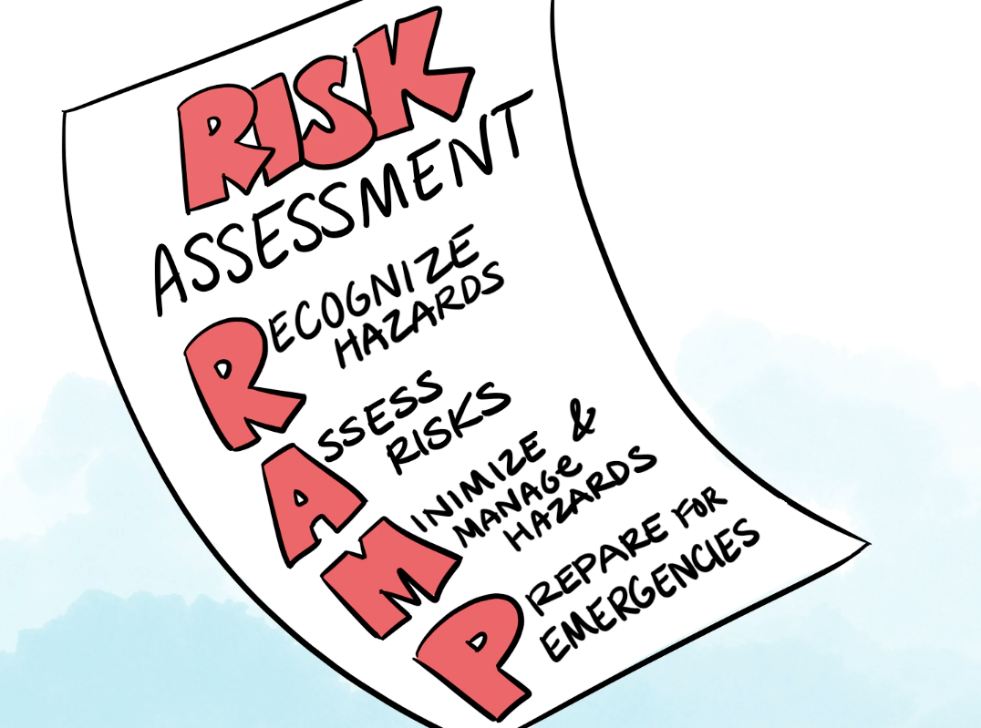 RISK
ASSESSMENT
RECOGNIZE
HAZARDS
ASSESS
RISKS
MINIMIZE &
MANAGE
HAZARDS
PREPARE FOR
EMERGENCIES